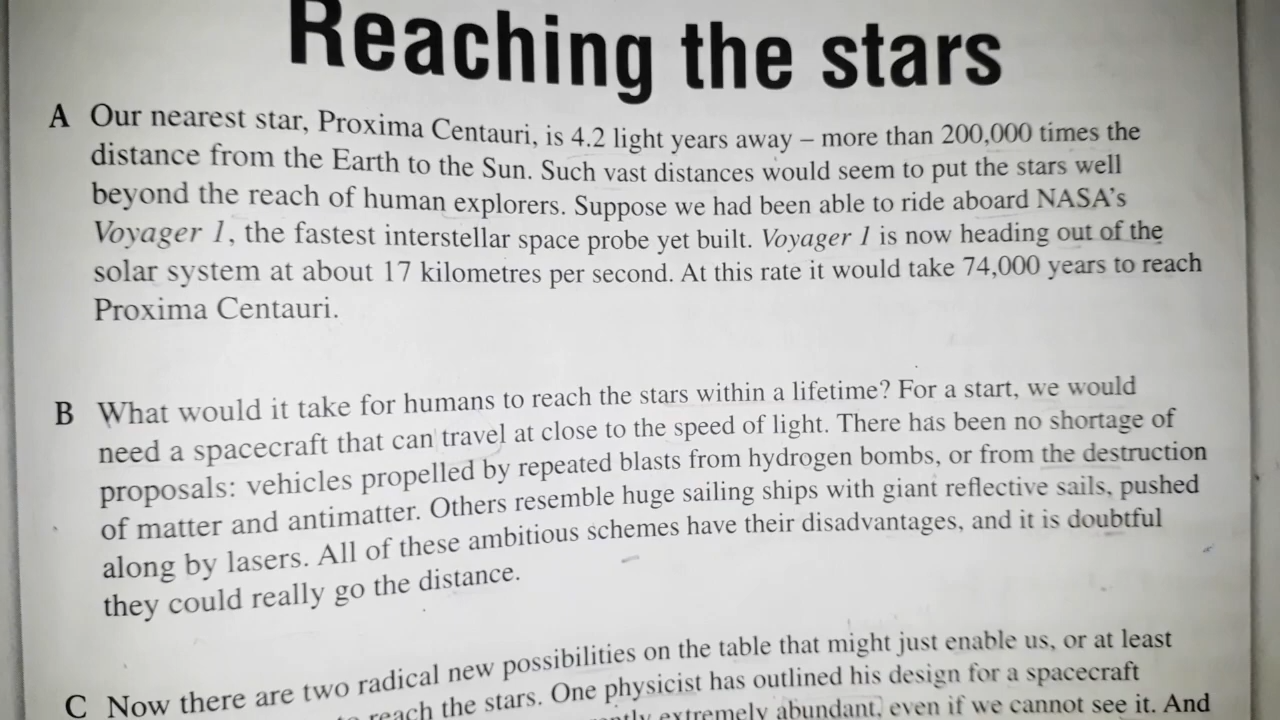 Reaching the stars
A Our nearest star, Proxima Centauri, is 4.2 light years away – more than 200,000 times the
distance from the Earth to the Sun. Such vast distances would seem to put the stars well
beyond the reach of human explorers. Suppose we had been able to ride aboard NASA's
Voyager 1, the fastest interstellar space probe yet built. Voyager 1 is now heading out of the
solar system at about 17 kilometres per second. At this rate it would take 74,000 years to reach
Proxima Centauri.
B What would it take for humans to reach the stars within a lifetime? For a start, we would
need a spacecraft that can travel at close to the speed of light. There has been no shortage of
proposals: vehicles propelled by repeated blasts from hydrogen bombs, or from the destruction
of matter and antimatter. Others resemble huge sailing ships with giant reflective sails, pushed
along by lasers. All of these ambitious schemes have their disadvantages, and it is doubtful
they could really go the distance.
C Now there are two radical new possibilities on the table that might just enable us, or at least
reach the stars. One physicist has outlined his design for a spacecraft
extremely abundant, even if we cannot see it. And